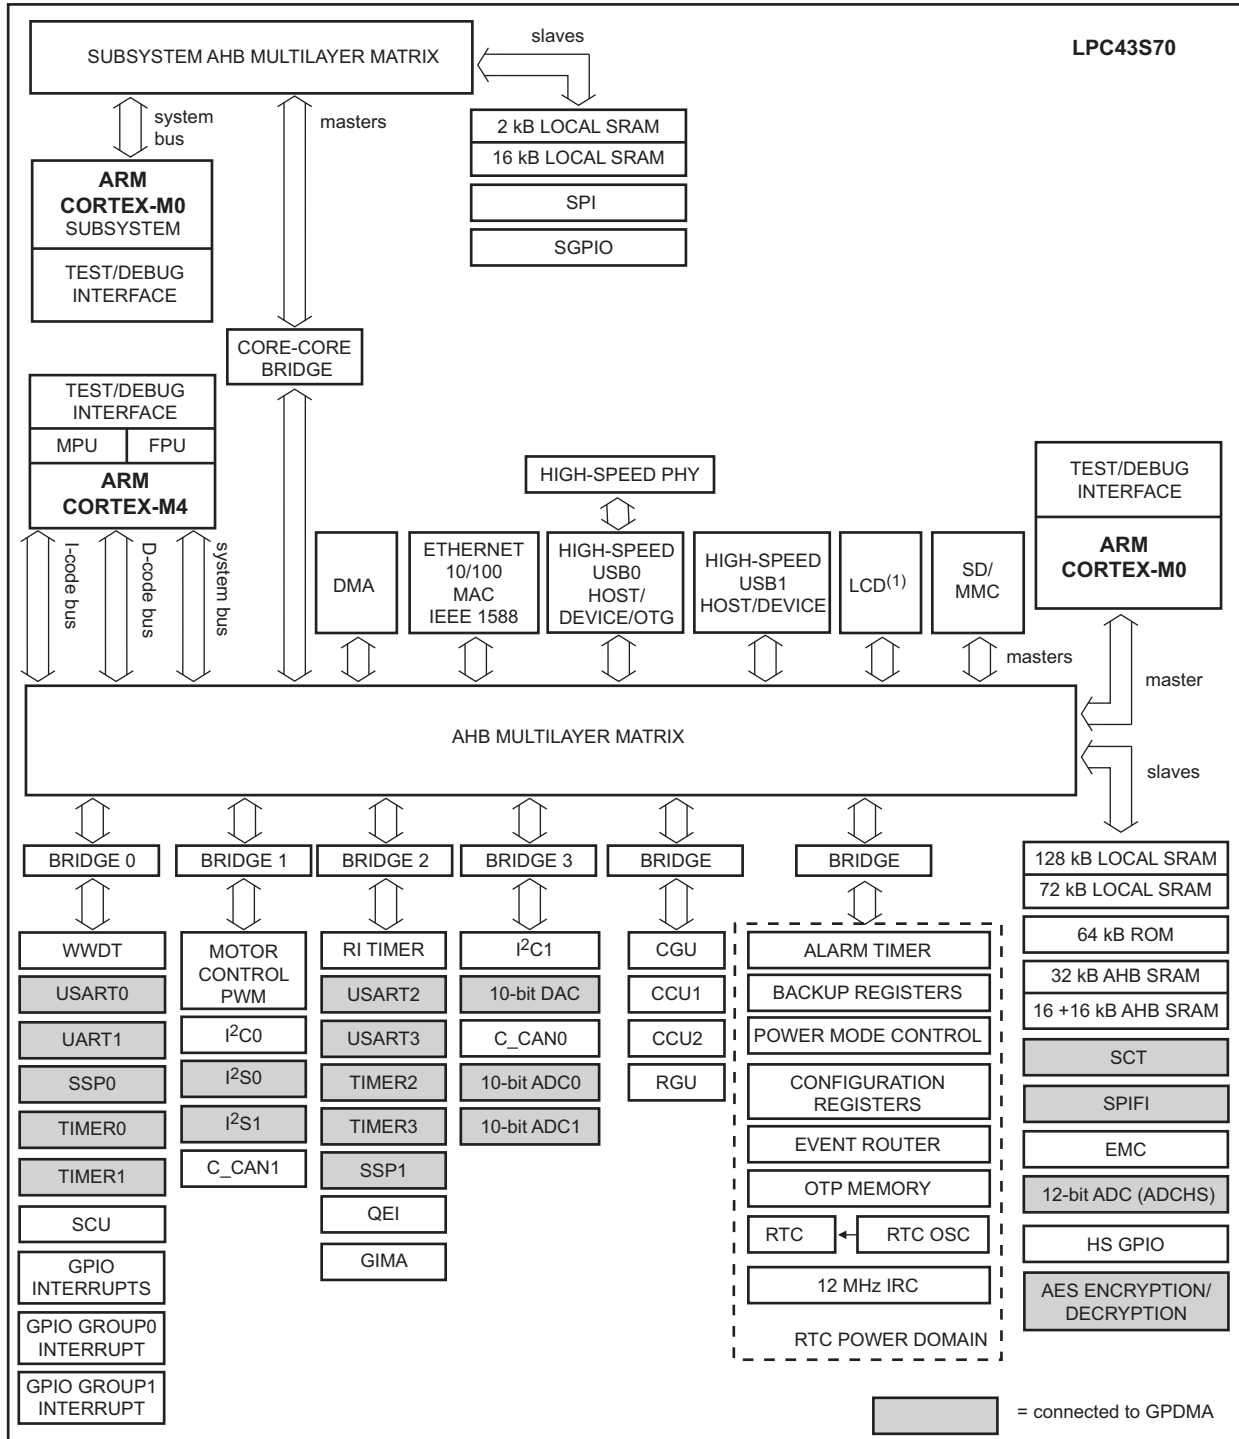 LPC43S70
SUBSYSTEM AHB MULTILAYER MATRIX
slaves
system
bus
masters
2 kB LOCAL SRAM
16 kB LOCAL SRAM
SPI
SGPIO
ARM
CORTEX-M0
SUBSYSTEM
TEST/DEBUG
INTERFACE
CORE-CORE
BRIDGE
TEST/DEBUG
INTERFACE
MPU
FPU
ARM
CORTEX-M4
I-code bus
D-code bus
system bus
HIGH-SPEED PHY
DMA
ETHERNET
10/100
MAC
IEEE 1588
HIGH-SPEED
USB0
HOST/
DEVICE/OTG
HIGH-SPEED
USB1
HOST/DEVICE
LCD(1)
SD/
MMC
TEST/DEBUG
INTERFACE
ARM
CORTEX-M0
masters
master
AHB MULTILAYER MATRIX
slaves
BRIDGE 0
BRIDGE 1
BRIDGE 2
BRIDGE 3
BRIDGE
BRIDGE
WWDT
USART0
UART1
SSP0
TIMER0
TIMER1
SCU
GPIO
INTERRUPTS
GPIO GROUP0
INTERRUPT
GPIO GROUP1
INTERRUPT
MOTOR
CONTROL
PWM
I2C0
I2S0
I2S1
C_CAN1
RI TIMER
USART2
USART3
TIMER2
TIMER3
SSP1
QEI
GIMA
I2C1
10-bit DAC
C_CAN0
10-bit ADC0
10-bit ADC1
CGU
CCU1
CCU2
RGU
ALARM TIMER
BACKUP REGISTERS
POWER MODE CONTROL
CONFIGURATION
REGISTERS
EVENT ROUTER
OTP MEMORY
RTC
RTC OSC
12 MHz IRC
RTC POWER DOMAIN
128 kB LOCAL SRAM
72 kB LOCAL SRAM
64 kB ROM
32 kB AHB SRAM
16 +16 kB AHB SRAM
SCT
SPIFI
EMC
12-bit ADC (ADCHS)
HS GPIO
AES ENCRYPTION/
DECRYPTION
= connected to GPDMA